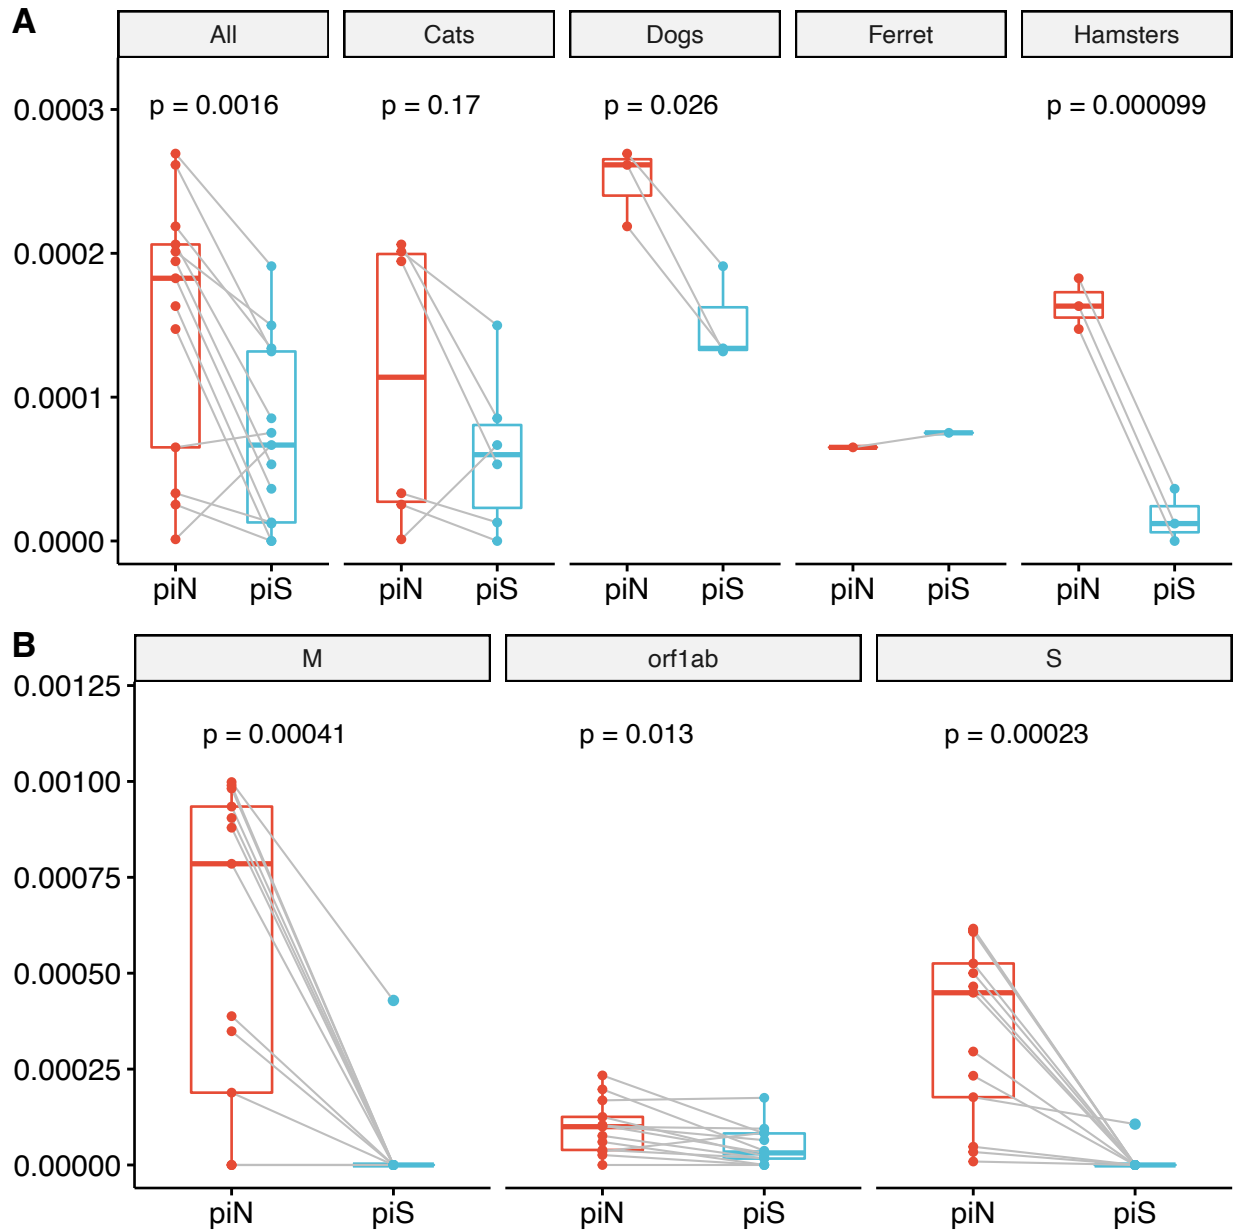 A
All Cats Dogs Ferret Hamsters
p = 0.0016 p = 0.17 p = 0.026 p = 0.000099
0.0003
0.0002
0.0001
0.0000
piN piS piN piS piN piS piN piS piN piS
B
M orf1ab S
0.00125
p = 0.00041 p = 0.013 p = 0.00023
0.00100
0.00075
0.00050
0.00025
0.00000
piN piS piN piS piN piS